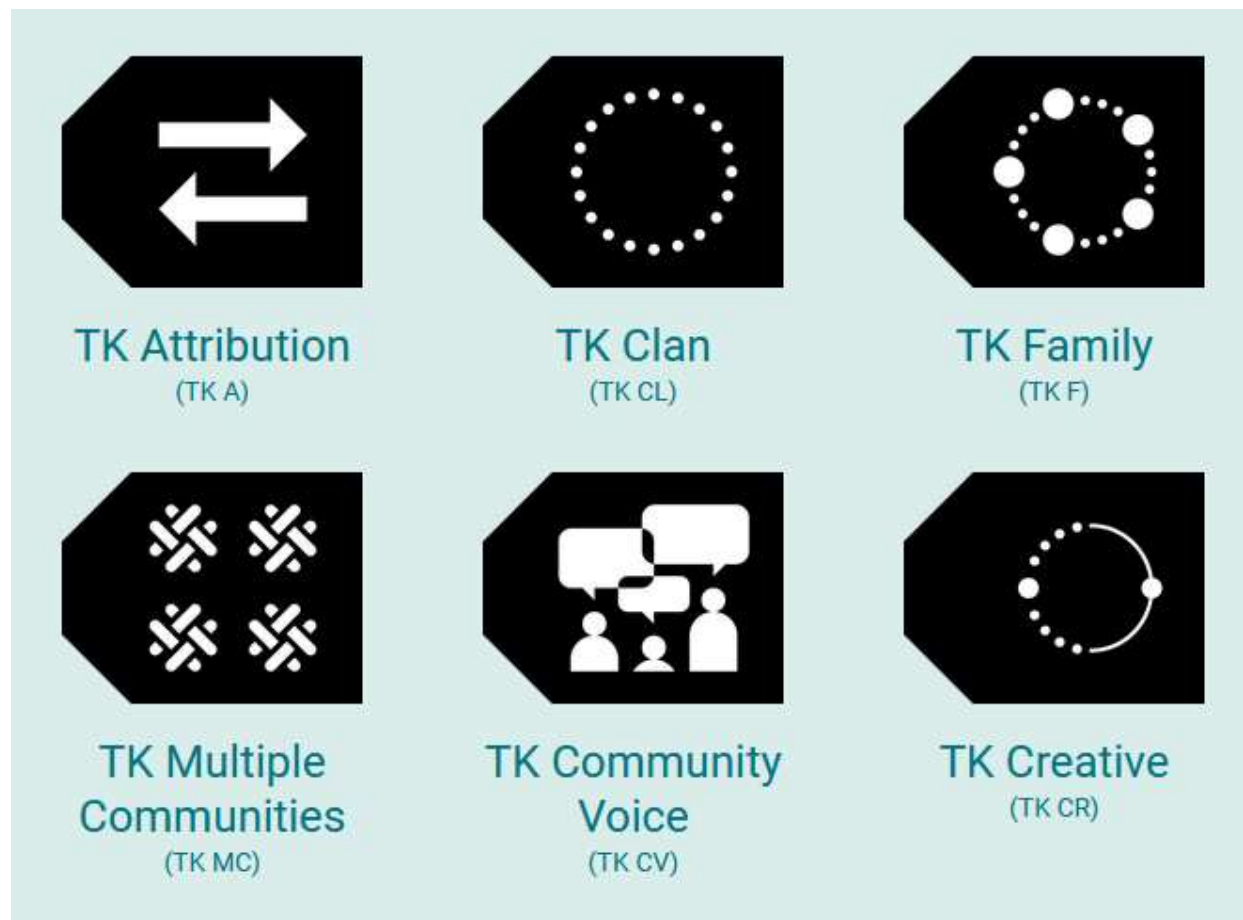 TK Attribution
(TK A)
TK Clan
(TK CL)
TK Family
(TK F)
TK Multiple
Communities
(TK MC)
TK Community
Voice
(TK CV)
TK Creative
(TK CR)